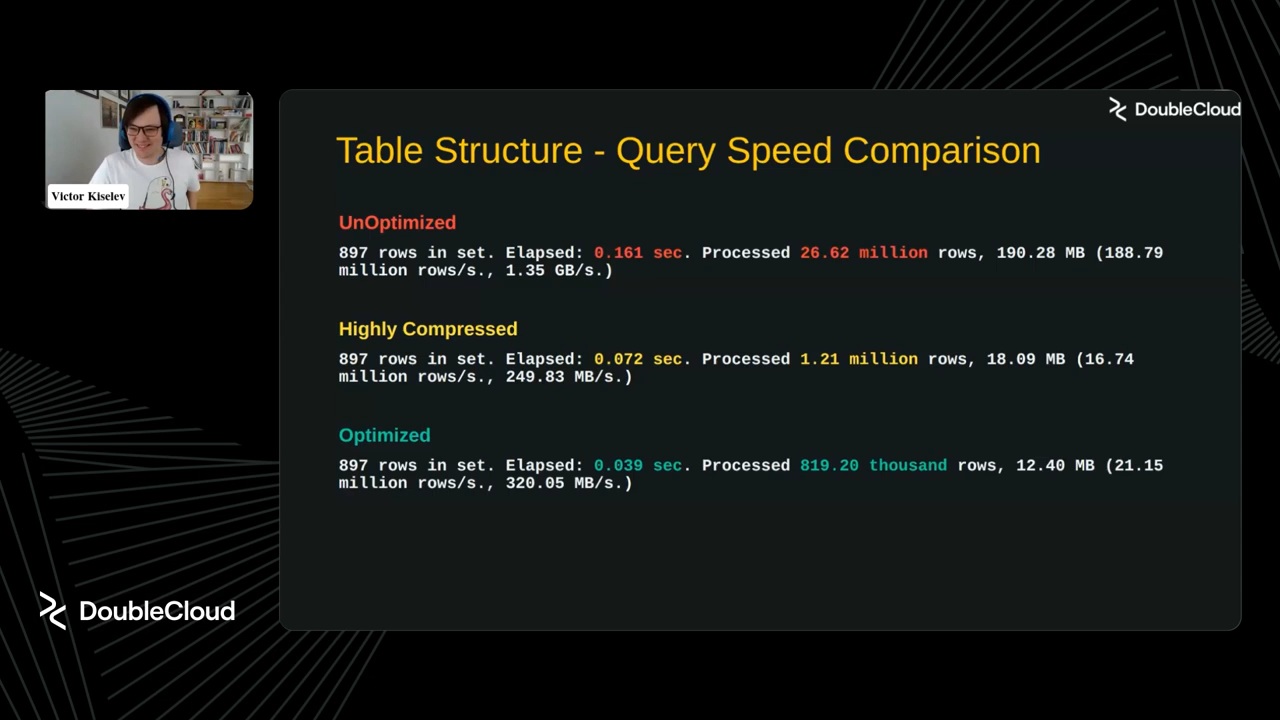 DoubleCloud
Table Structure - Query Speed Comparison
Victor Kiselev
UnOptimized
897 rows in set. Elapsed: 0.161 sec. Processed 26.62 million rows, 190.28 MB (188.79
million rows/s., 1.35 GB/s.)
Highly Compressed
897 rows in set. Elapsed: 0.072 sec. Processed 1.21 million rows, 18.09 MB (16.74
million rows/s., 249.83 MB/s.)
Optimized
897 rows in set. Elapsed: 0.039 sec. Processed 819.20 thousand rows, 12.40 MB (21.15
million rows/s., 320.05 MB/s.)
DoubleCloud